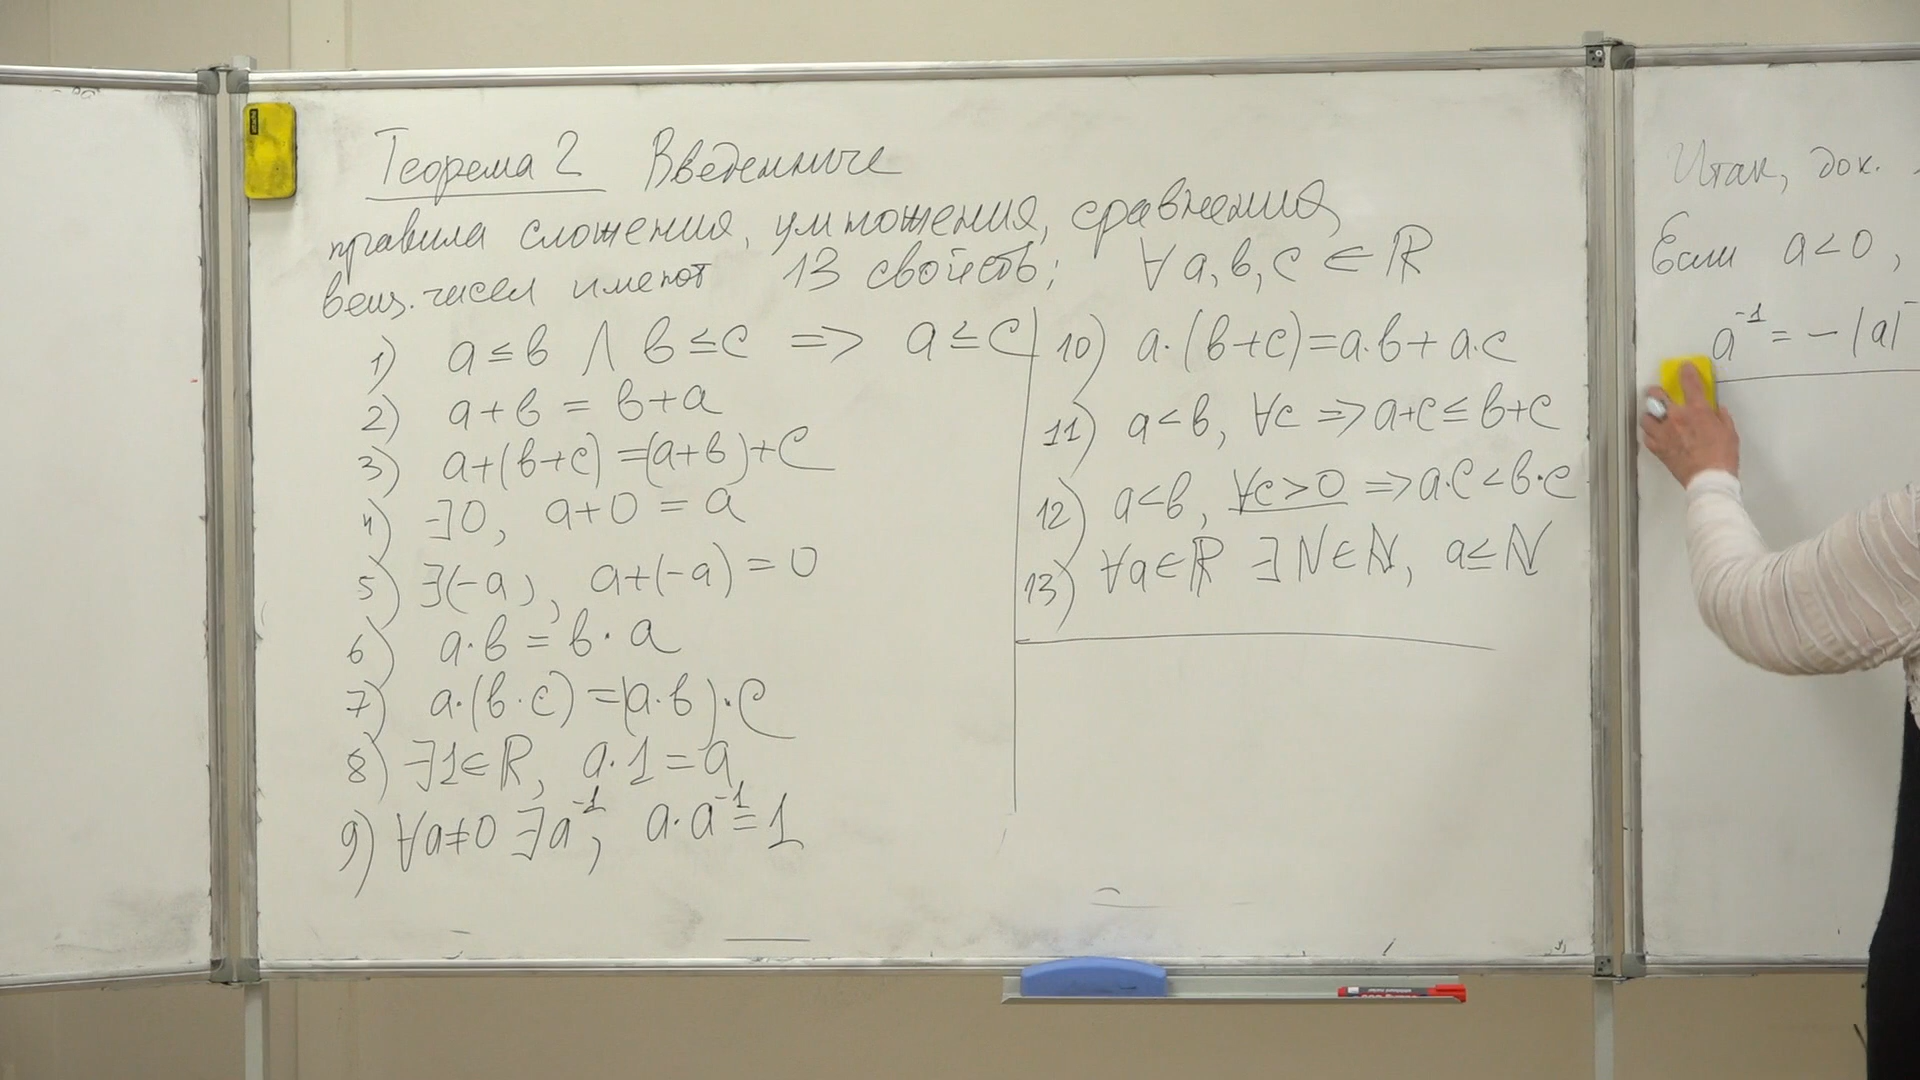 Теорема 2 Введенные
правила сложения, умножения, сравнения
вещ. чисел имеют 13 свойств; ∀ a, b, c ∈ ℝ
1) a ≤ b ∧ b ≤ c => a ≤ c
2) a + b = b + a
3) a + (b + c) = (a + b) + c
4) ∃ 0, a + 0 = a
5) ∃ (-a), a + (-a) = 0
6) a · b = b · a
7) a · (b · c) = (a · b) · c
8) ∃ 1 ∈ ℝ, a · 1 = a
9) ∀a ≠ 0 ∃ a⁻¹, a · a⁻¹ = 1
10) a · (b + c) = a · b + a · c
11) a < b, ∀c => a + c ≤ b + c
12) a < b, ∀c > 0 => a · c < b · c
13) ∀a ∈ ℝ ∃ N ∈ ℕ, a ≤ N
Итак, док.
Если a < 0,
a⁻¹ = - |a|⁻